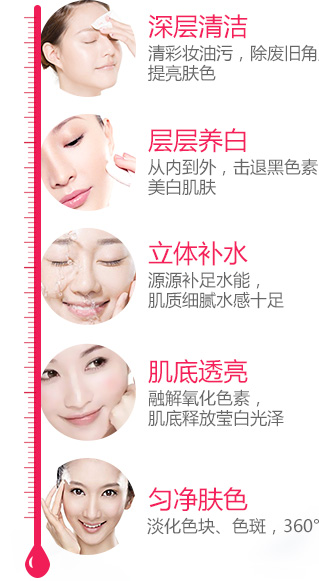 深层清洁
清彩妆油污，除废旧角
提亮肤色
层层养白
从内到外，击退黑色素
美白肌肤
立体补水
源源补足水能，
肌质细腻水感十足
肌底透亮
融解氧化色素，
肌底释放莹白光泽
匀净肤色
淡化色块、色斑，360°